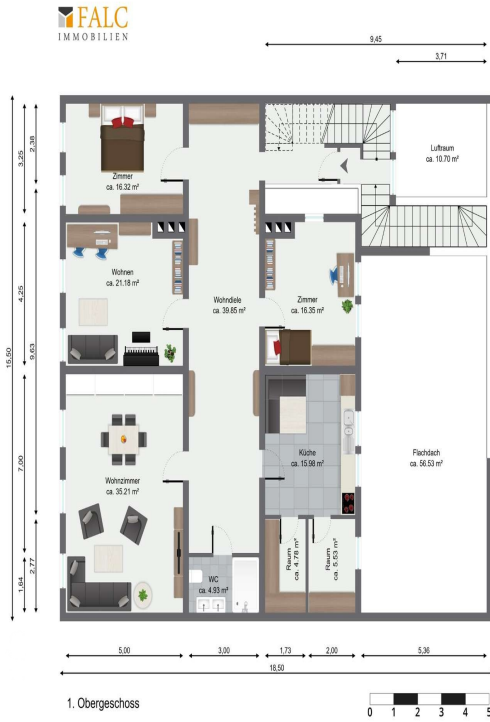 FALC
IMMOBILIEN
9,45
3,71
15,50
3,25
2,38
4,25
9,63
7,00
2,77
1,64
Zimmer
ca. 16.32 m²
Luftraum
ca. 10.70 m²
Wohnen
ca. 21.18 m²
Wohndiele
ca. 39.85 m²
Zimmer
ca. 16.35 m²
Wohnzimmer
ca. 35.21 m²
Küche
ca. 15.98 m²
Flachdach
ca. 56.53 m²
WC
ca. 4.93 m²
Raum
ca. 4.78 m²
Raum
ca. 5.53 m²
5,00
3,00
1,73
2,00
5,36
18,50
1. Obergeschoss
0 1 2 3 4 5